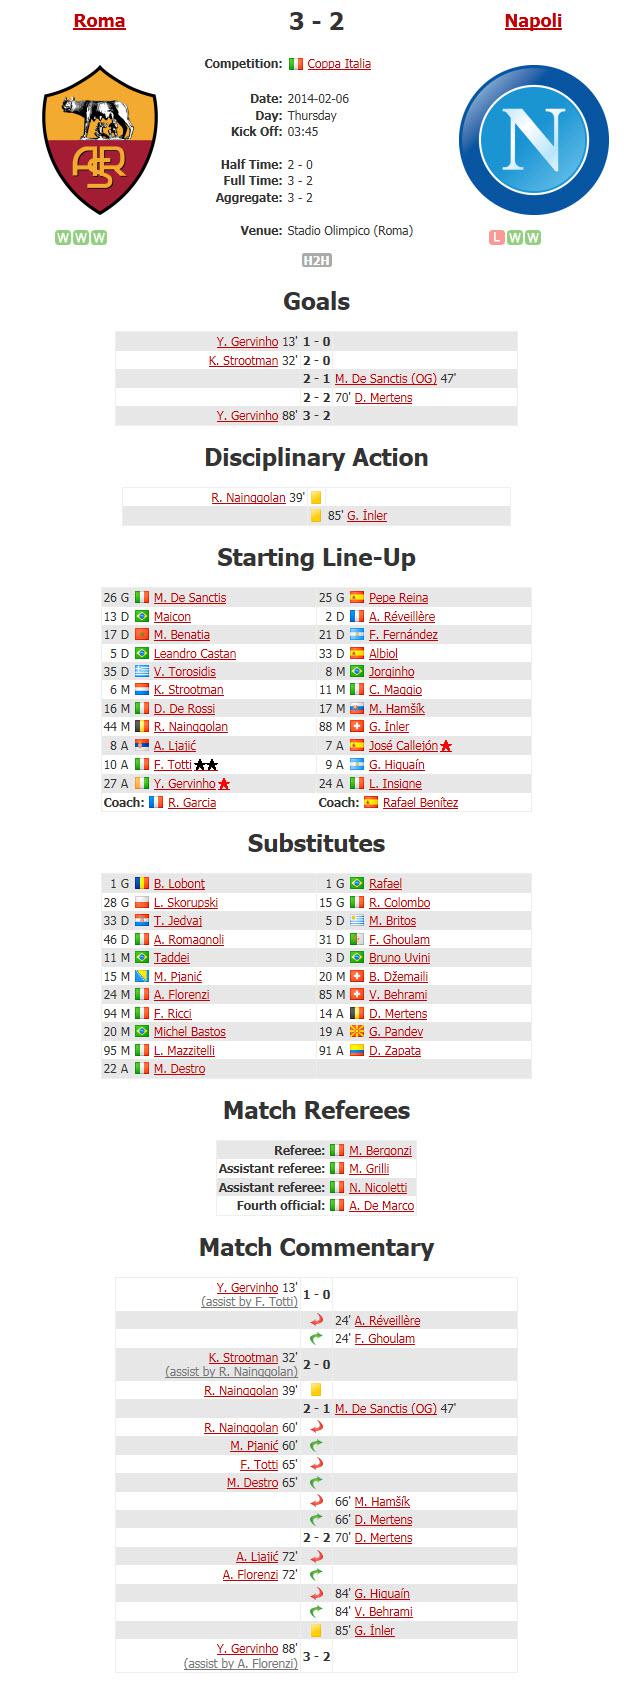 Roma 3 - 2 Napoli
Competition: Coppa Italia
Date: 2014-02-06
Day: Thursday
Kick Off: 03:45
Half Time: 2 - 0
Full Time: 3 - 2
Aggregate: 3 - 2
Venue: Stadio Olimpico (Roma)
ASR
N
W W W
L W W
H2H
Goals
Y. Gervinho 13' 1 - 0
K. Strootman 32' 2 - 0
2 - 1 M. De Sanctis (OG) 47'
2 - 2 70' D. Mertens
Y. Gervinho 88' 3 - 2
Disciplinary Action
R. Nainggolan 39'
85' G. İnler
Starting Line-Up
26 G M. De Sanctis 25 G Pepe Reina
13 D Maicon 2 D A. Réveillère
17 D M. Benatia 21 D F. Fernández
5 D Leandro Castan 33 D Albiol
35 D V. Torosidis 8 M Jorginho
6 M K. Strootman 11 M C. Maggio
16 M D. De Rossi 17 M M. Hamšík
44 M R. Nainggolan 88 M G. İnler
8 A A. Ljajić 7 A José Callejón
10 A F. Totti 9 A G. Higuaín
27 A Y. Gervinho 24 A L. Insigne
Coach: R. Garcia Coach: Rafael Benítez
Substitutes
1 G B. Lobonţ 1 G Rafael
28 G L. Skorupski 15 G R. Colombo
33 D T. Jedvaj 5 D M. Britos
46 D A. Romagnoli 31 D F. Ghoulam
11 M Taddei 3 D Bruno Uvini
15 M M. Pjanić 20 M B. Džemaili
24 M A. Florenzi 85 M V. Behrami
94 M F. Ricci 14 A D. Mertens
20 M Michel Bastos 19 A G. Pandev
95 M L. Mazzitelli 91 A D. Zapata
22 A M. Destro
Match Referees
Referee: M. Bergonzi
Assistant referee: M. Grilli
Assistant referee: N. Nicoletti
Fourth official: A. De Marco
Match Commentary
Y. Gervinho 13' 1 - 0
(assist by F. Totti)
24' A. Réveillère
24' F. Ghoulam
K. Strootman 32' 2 - 0
(assist by R. Nainggolan)
R. Nainggolan 39'
2 - 1 M. De Sanctis (OG) 47'
R. Nainggolan 60'
M. Pjanić 60'
F. Totti 65'
M. Destro 65'
66' M. Hamšík
66' D. Mertens
2 - 2 70' D. Mertens
A. Ljajić 72'
A. Florenzi 72'
84' G. Higuaín
84' V. Behrami
85' G. İnler
Y. Gervinho 88' 3 - 2
(assist by A. Florenzi)